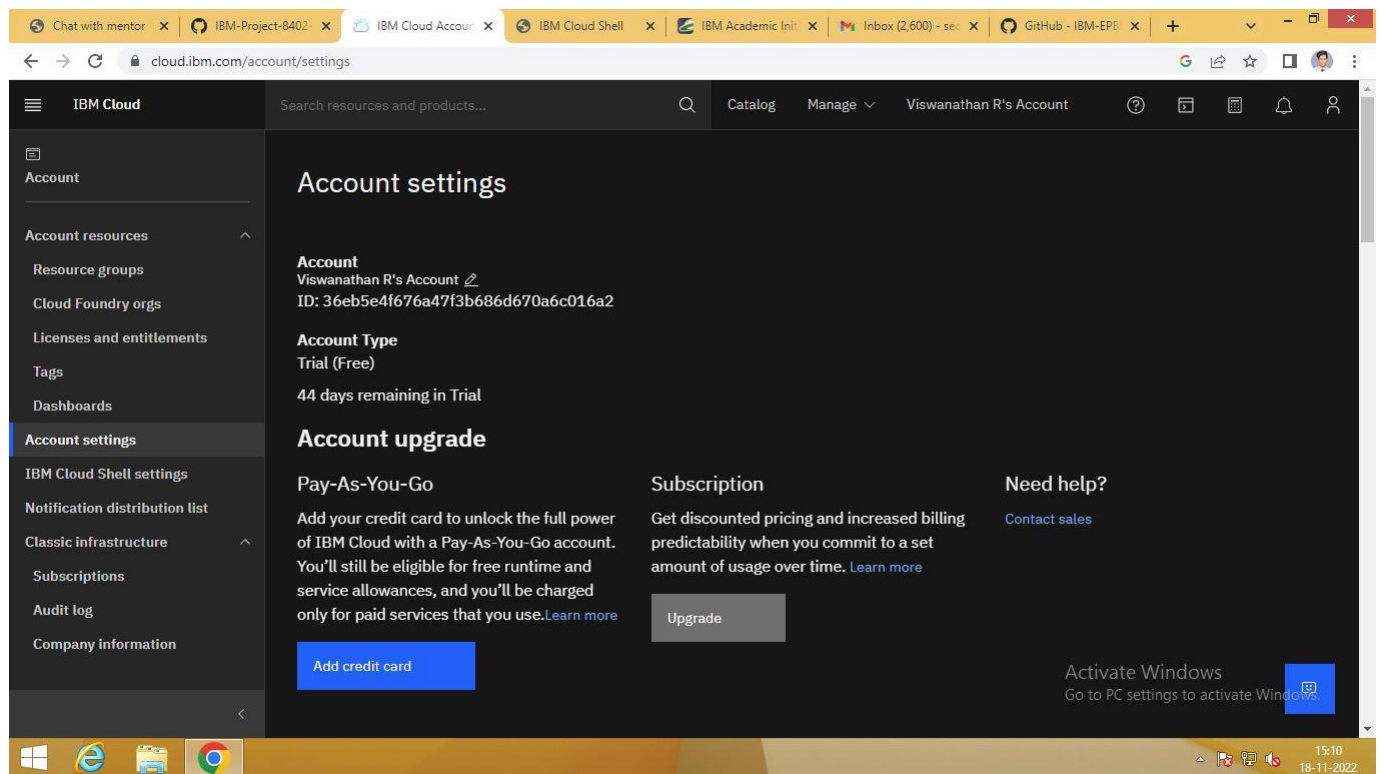 Chat with mentor
IBM-Project-8402-
IBM Cloud Accoun
IBM Cloud Shell
IBM Academic Init
Inbox (2,600) - sec
GitHub - IBM-EPB
cloud.ibm.com/account/settings
IBM Cloud
Search resources and products...
Catalog
Manage
Viswanathan R's Account
Account
Account resources
Resource groups
Cloud Foundry orgs
Licenses and entitlements
Tags
Dashboards
Account settings
IBM Cloud Shell settings
Notification distribution list
Classic infrastructure
Subscriptions
Audit log
Company information
Account settings
Account
Viswanathan R's Account
ID: 36eb5e4f676a47f3b686d670a6c016a2
Account Type
Trial (Free)
44 days remaining in Trial
Account upgrade
Pay-As-You-Go
Add your credit card to unlock the full power
of IBM Cloud with a Pay-As-You-Go account.
You'll still be eligible for free runtime and
service allowances, and you'll be charged
only for paid services that you use.Learn more
Add credit card
Subscription
Get discounted pricing and increased billing
predictability when you commit to a set
amount of usage over time. Learn more
Upgrade
Need help?
Contact sales
Activate Windows
Go to PC settings to activate Windows.
15:10
18-11-2022